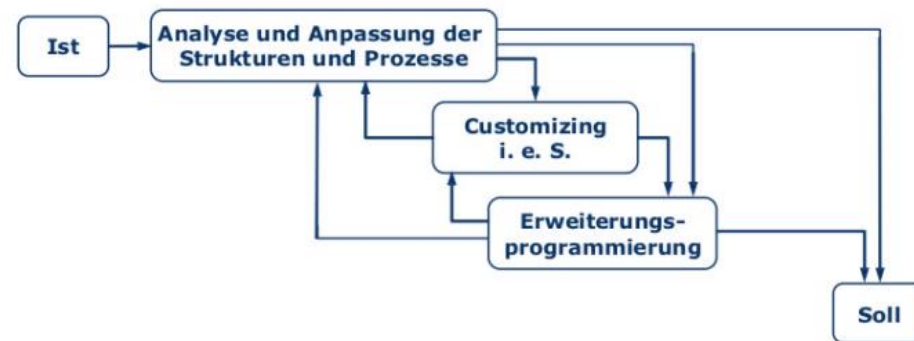 Ist
Analyse und Anpassung der
Strukturen und Prozesse
Customizing
i. e. S.
Erweiterungs-
programmierung
Soll